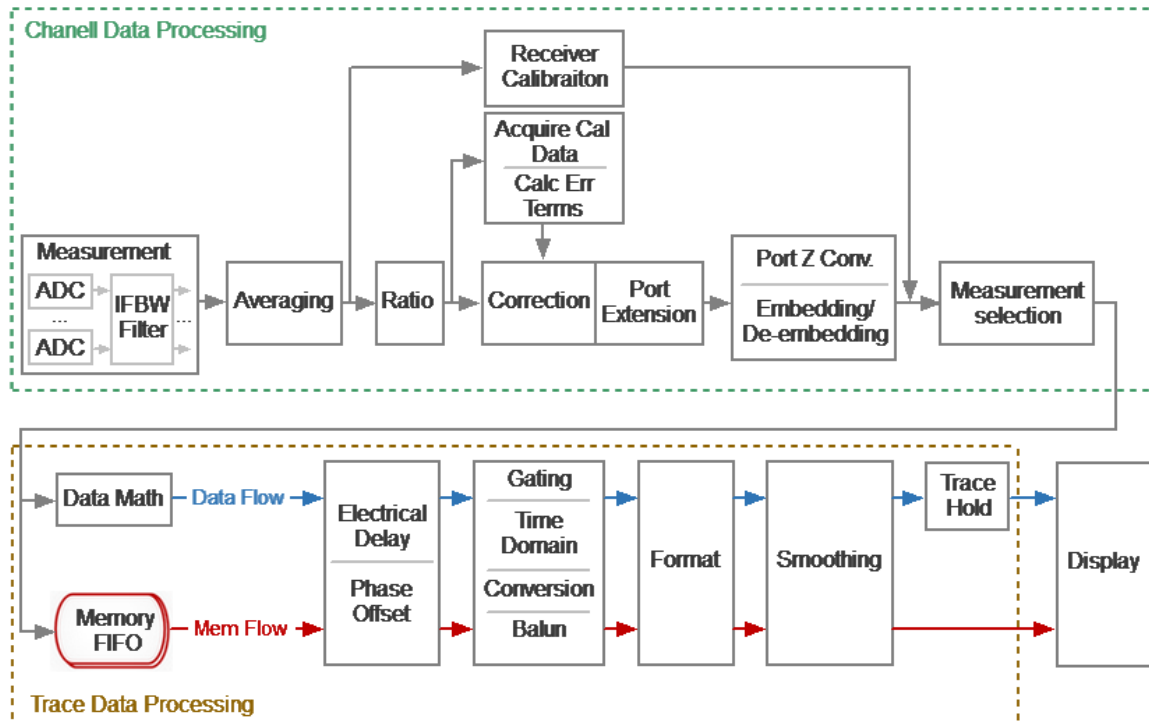 Chanell Data Processing
Receiver
Calibraiton
Acquire Cal
Data
Calc Err
Terms
Measurement
ADC
...
ADC
IFBW
Filter
...
Averaging
Ratio
Correction
Port
Extension
Port Z Conv.
Embedding/
De-embedding
Measurement
selection
Data Math
Data Flow
Memory
FIFO
Mem Flow
Electrical
Delay
Phase
Offset
Gating
Time
Domain
Conversion
Balun
Format
Smoothing
Trace
Hold
Display
Trace Data Processing